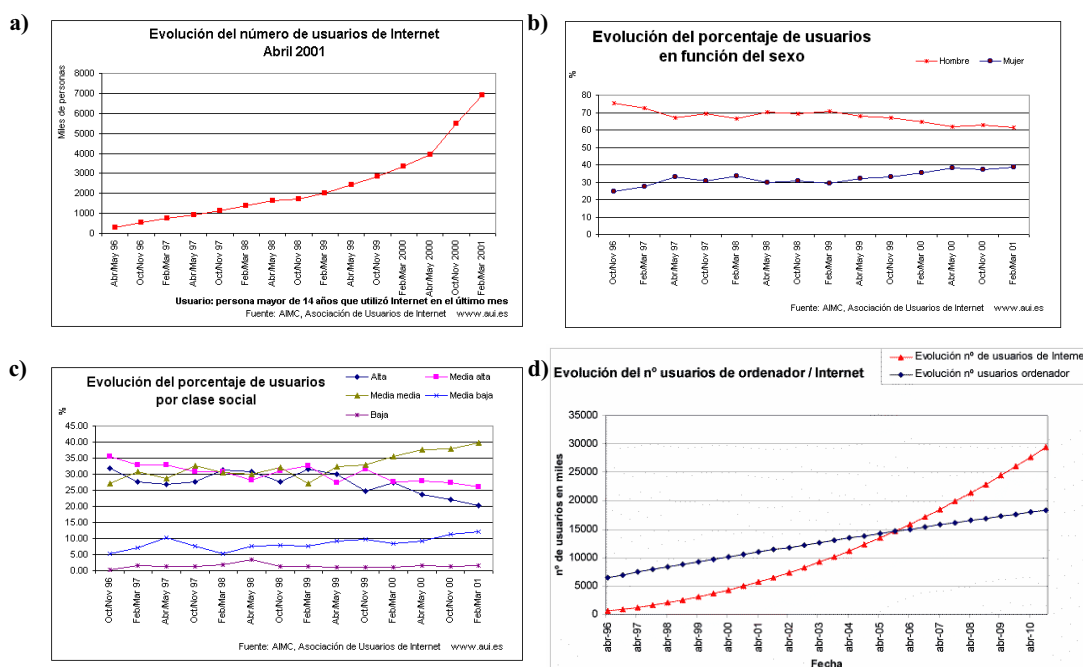 a)
Evolución del número de usuarios de Internet
Abril 2001
Miles de personas
8000
7000
6000
5000
4000
3000
2000
1000
0
Abr/May 96
Oct/Nov 96
Feb/Mar 97
Abr/May 97
Oct/Nov 97
Feb/Mar 98
Abr/May 98
Oct/Nov 98
Feb/Mar 99
Abr/May 99
Oct/Nov 99
Feb/Mar 2000
Abr/May 2000
Oct/Nov 2000
Feb/Mar 2001
Usuario: persona mayor de 14 años que utilizó Internet en el último mes
Fuente: AIMC, Asociación de Usuarios de Internet www.aui.es
b)
Evolución del porcentaje de usuarios
en función del sexo
Hombre Mujer
%
80
70
60
50
40
30
20
10
0
Oct/Nov 96
Feb/Mar 97
Abr/May 97
Oct/Nov 97
Feb/Mar 98
Abr/May 98
Oct/Nov 98
Feb/Mar 99
Abr/May 99
Oct/Nov 99
Feb/Mar 00
Abr/May 00
Oct/Nov 00
Feb/Mar 01
Fuente: AIMC, Asociación de Usuarios de Internet www.aui.es
c)
Evolución del porcentaje de usuarios
por clase social
Alta Media alta
Media media Media baja
Baja
%
45.00
40.00
35.00
30.00
25.00
20.00
15.00
10.00
5.00
0.00
Oct/Nov 96
Feb/Mar 97
Abr/May 97
Oct/Nov 97
Feb/Mar 98
Abr/May 98
Oct/Nov 98
Feb/Mar 99
Abr/May 99
Oct/Nov 99
Feb/Mar 00
Abr/May 00
Oct/Nov 00
Feb/Mar 01
Fuente: AIMC, Asociación de Usuarios de Internet www.aui.es
d)
Evolución del nº usuarios de ordenador / Internet
Evolución nº de usuarios de Internet
Evolución nº usuarios ordenador
nº de usuarios en miles
35000
30000
25000
20000
15000
10000
5000
0
abr-96
abr-97
abr-98
abr-99
abr-00
abr-01
abr-02
abr-03
abr-04
abr-05
abr-06
abr-07
abr-08
abr-09
abr-10
Fecha